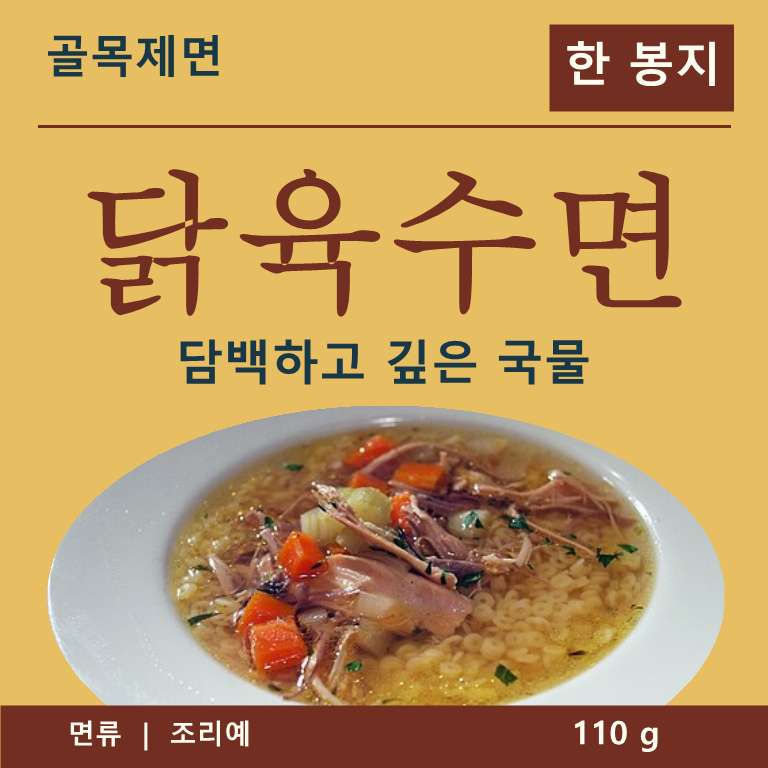 골목제면
한 봉지
닭육수면
담백하고 깊은 국물
면류 | 조리예
110 g